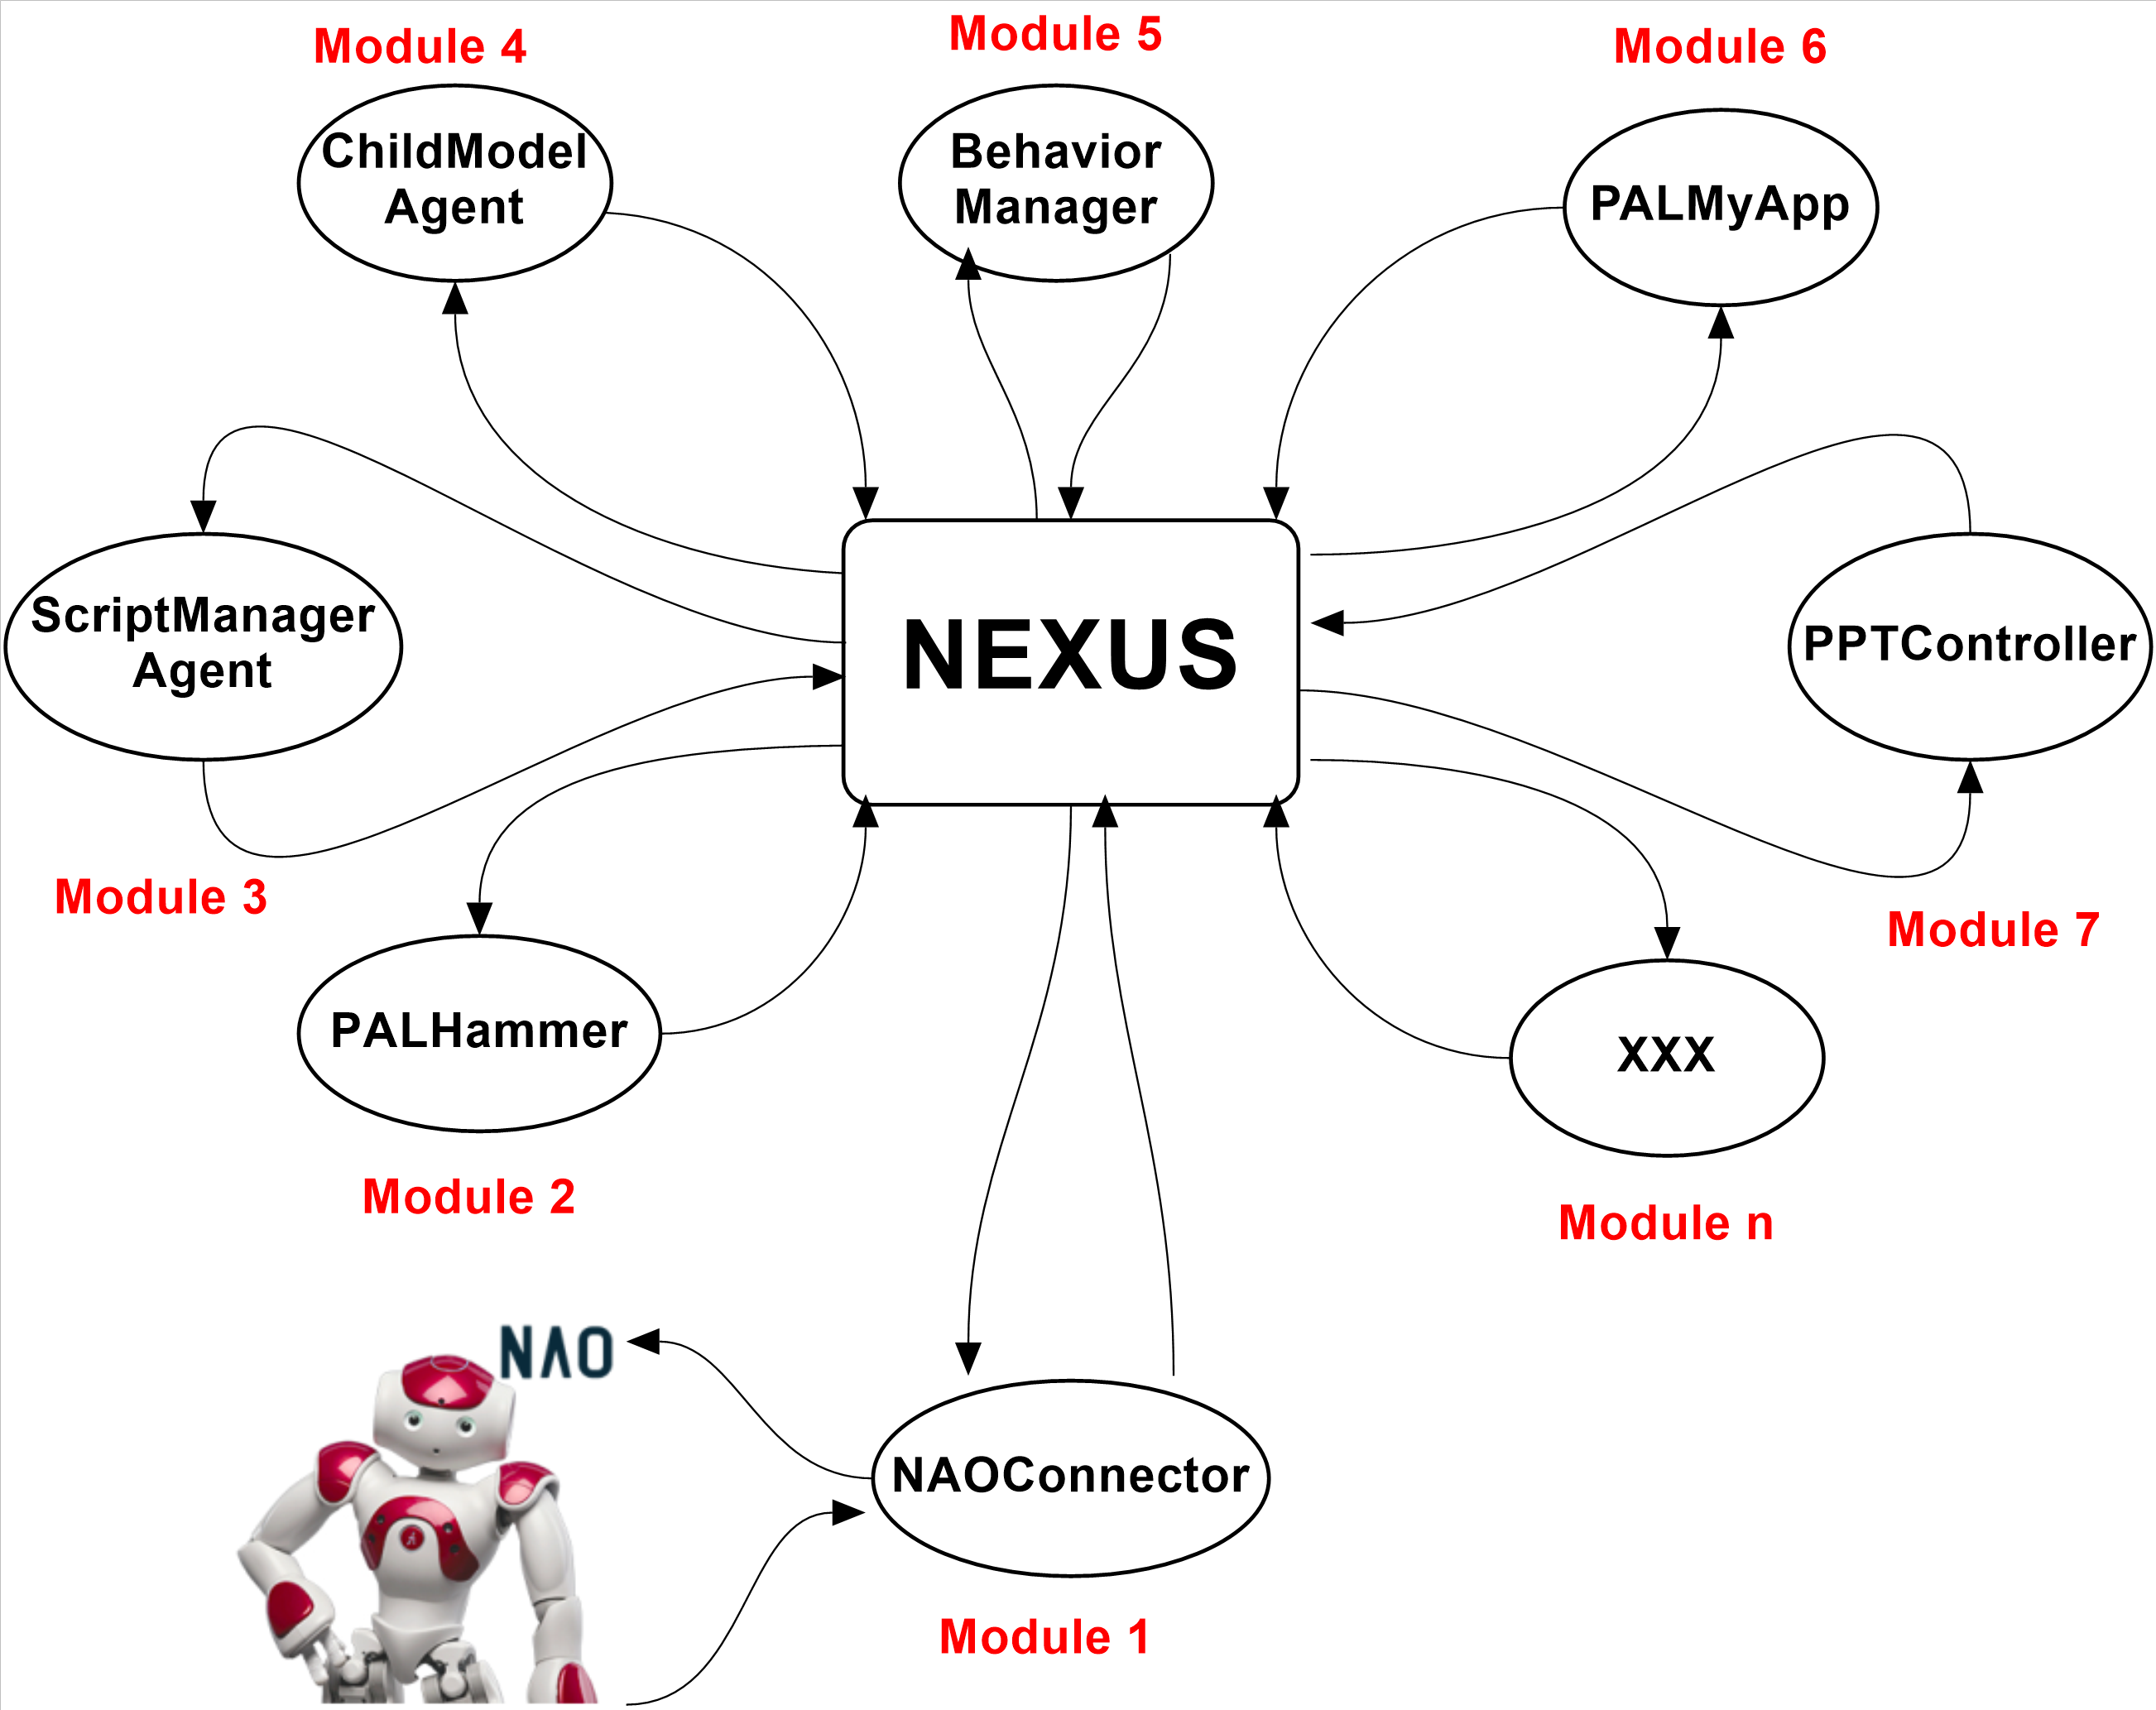 Module 4
Module 5
Module 6
ChildModel
Agent
Behavior
Manager
PALMyApp
ScriptManager
Agent
NEXUS
PPTController
Module 3
Module 7
PALHammer
XXX
Module 2
Module n
NAO
NAOConnector
Module 1